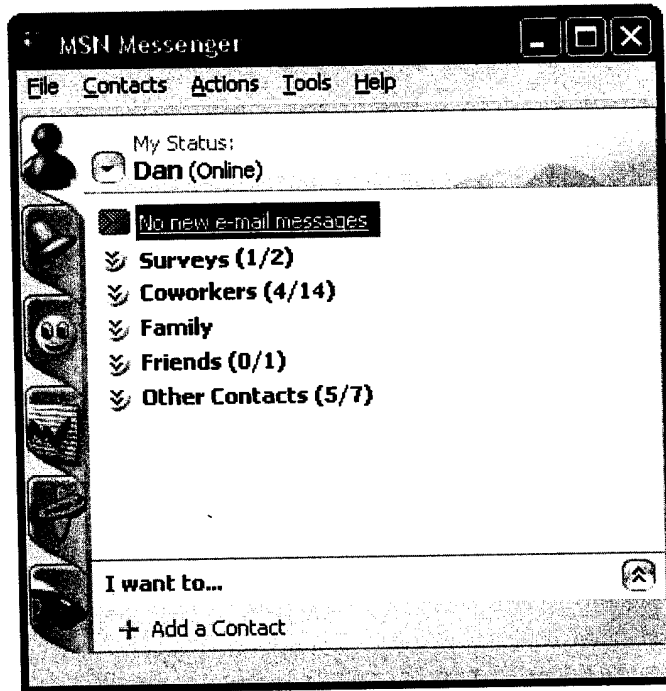 MSN Messenger
File Contacts Actions Tools Help
My Status:
Dan (Online)
No new e-mail messages
Surveys (1/2)
Coworkers (4/14)
Family
Friends (0/1)
Other Contacts (5/7)
I want to...
+ Add a Contact